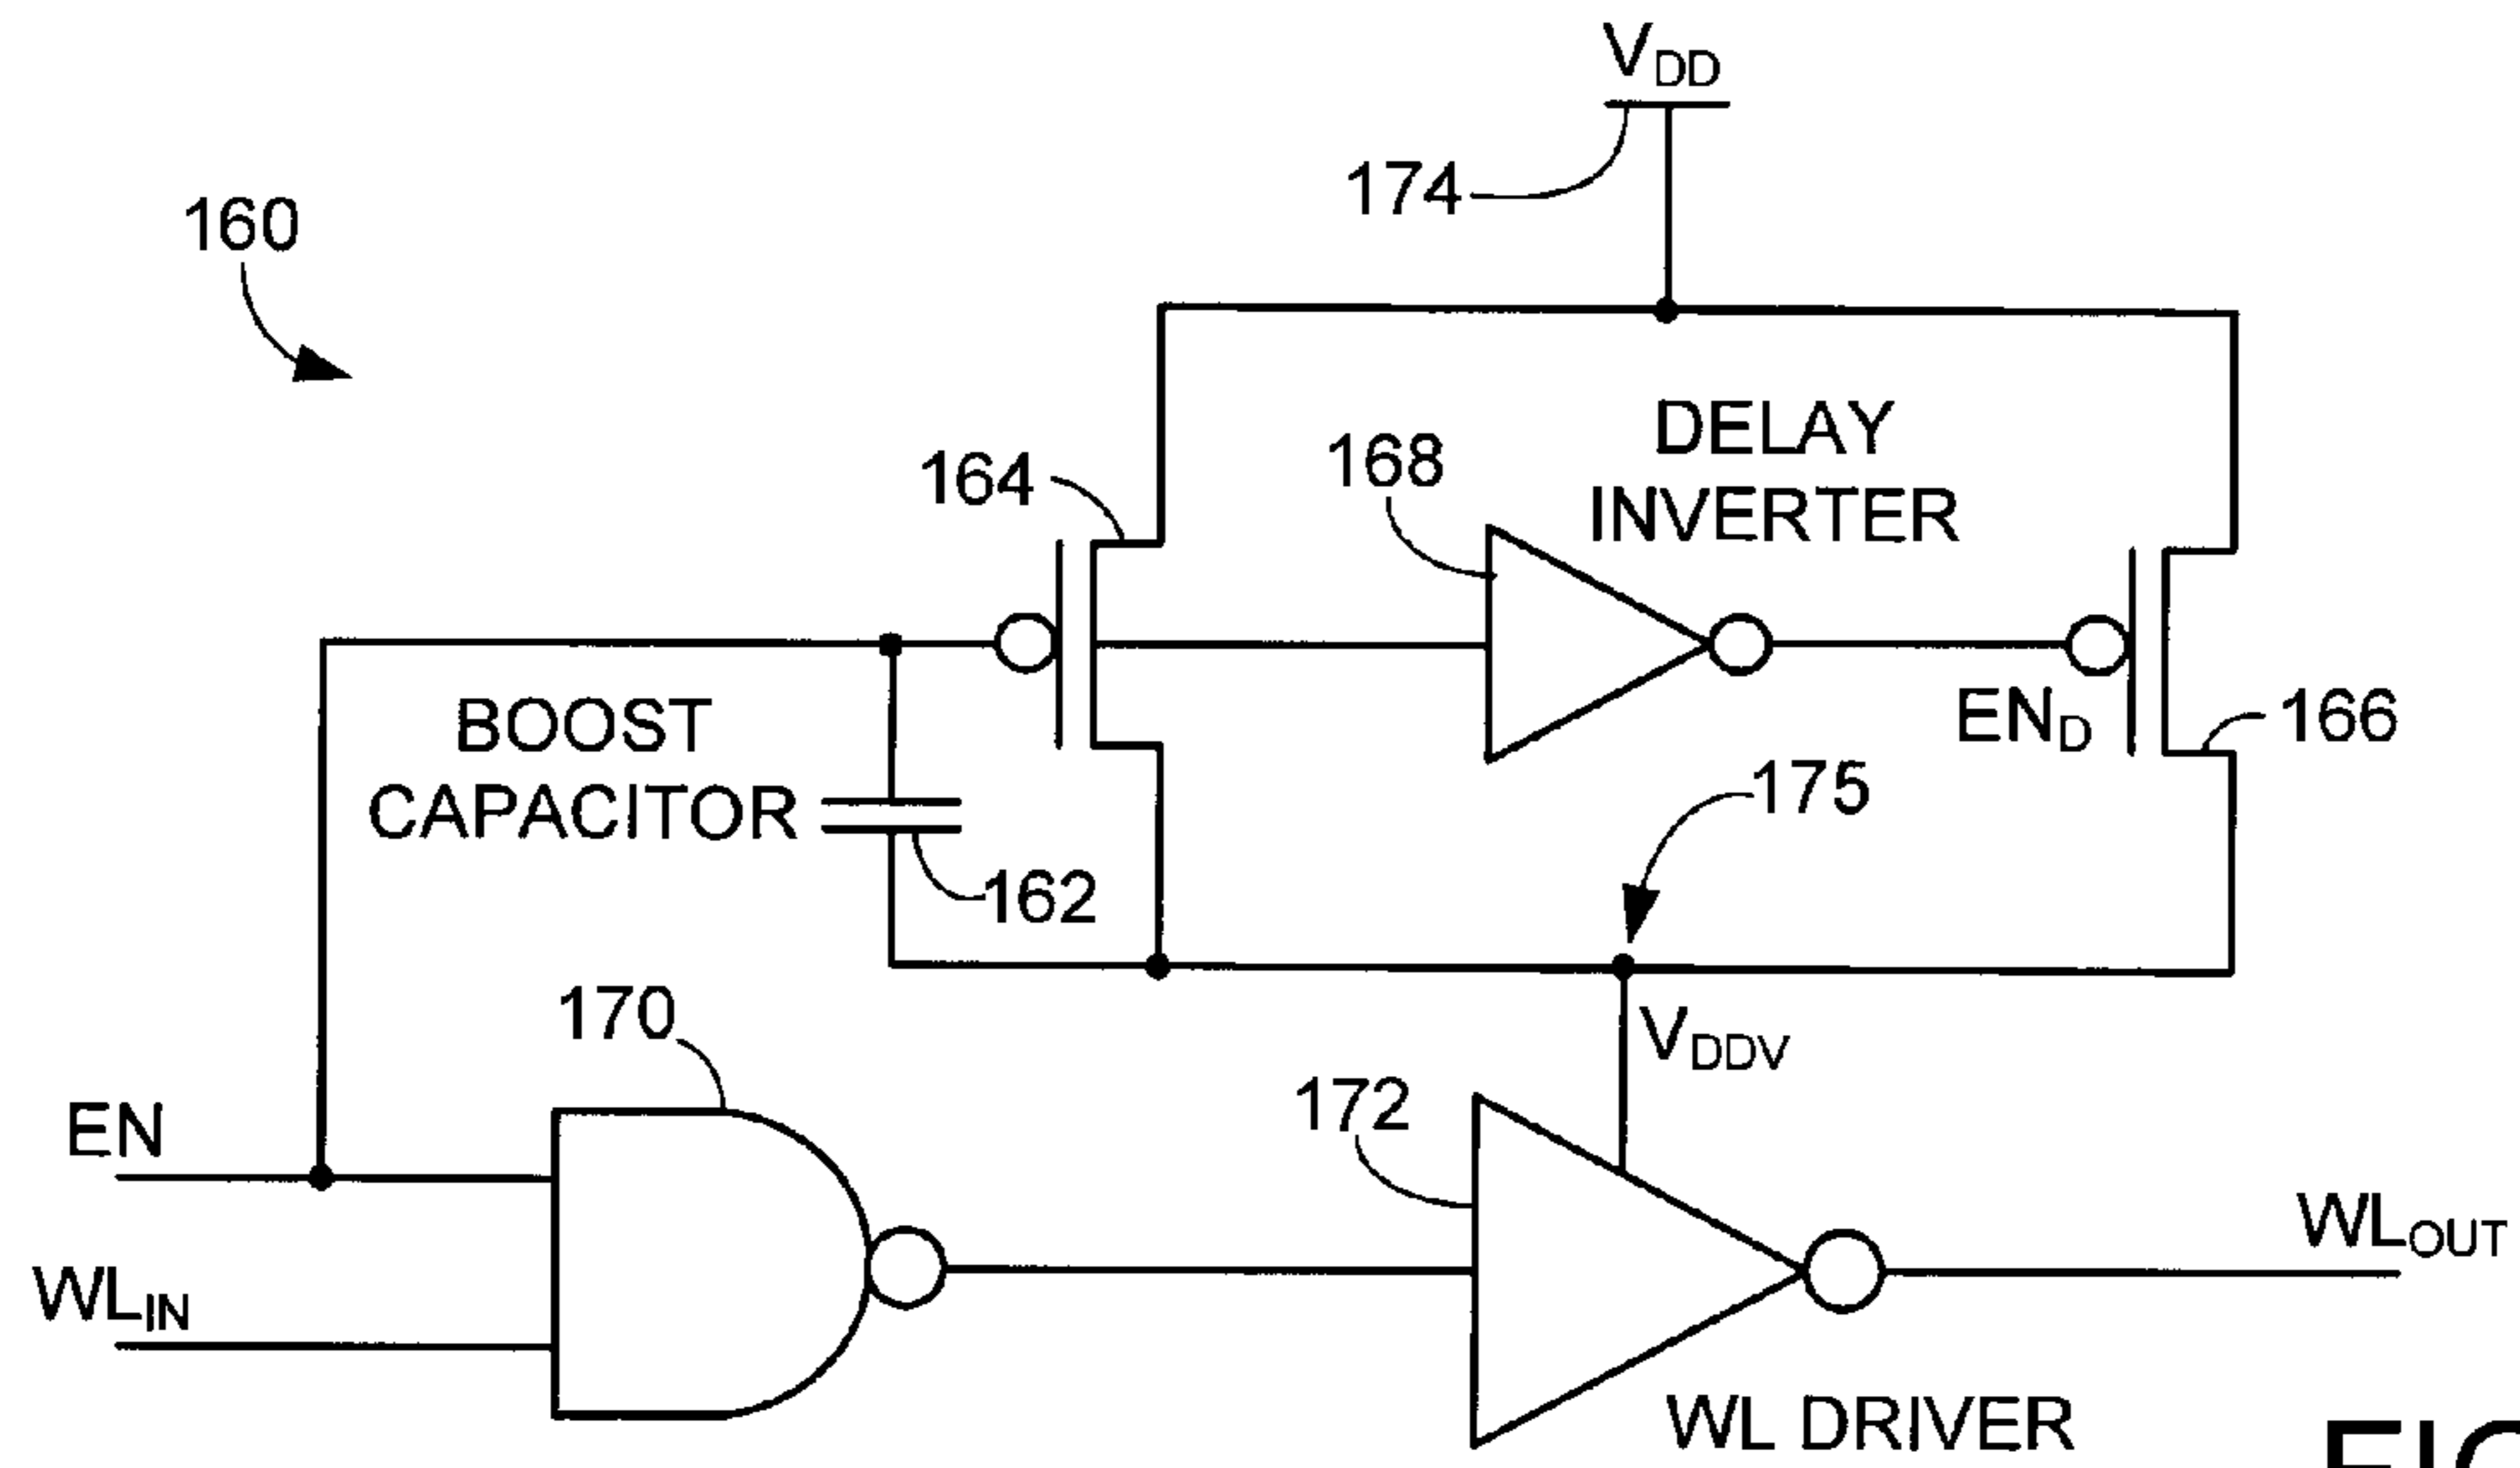 VDD
174
160
DELAY
INVERTER
168
164
BOOST
CAPACITOR
END
166
175
162
170
VDDV
172
EN
WLIN
WLOUT
WL DRIVER